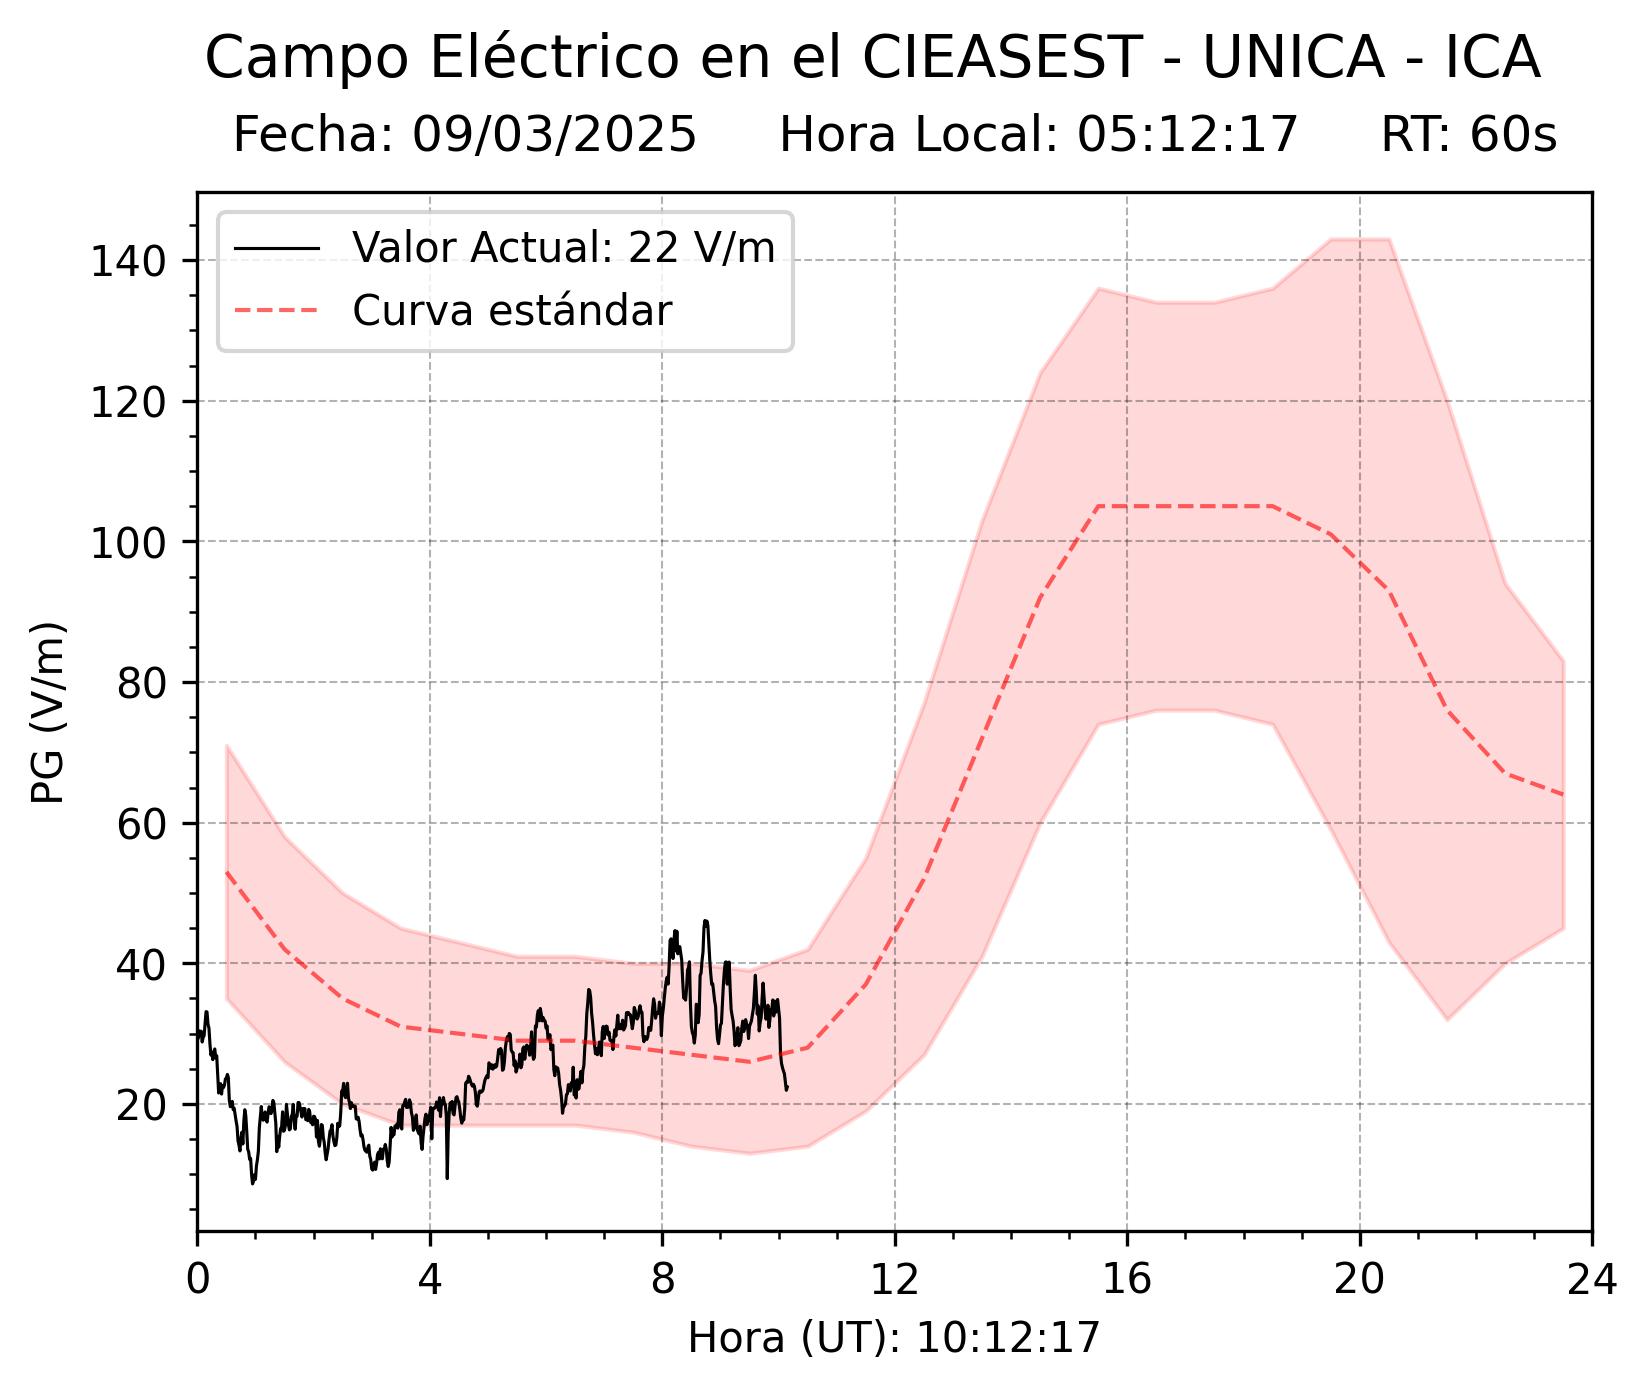 Campo Eléctrico en el CIEASEST - UNICA - ICA
Fecha: 09/03/2025 Hora Local: 05:12:17 RT: 60s
Valor Actual: 22 V/m
Curva estándar
140
120
100
80
60
40
20
PG (V/m)
0 4 8 12 16 20 24
Hora (UT): 10:12:17